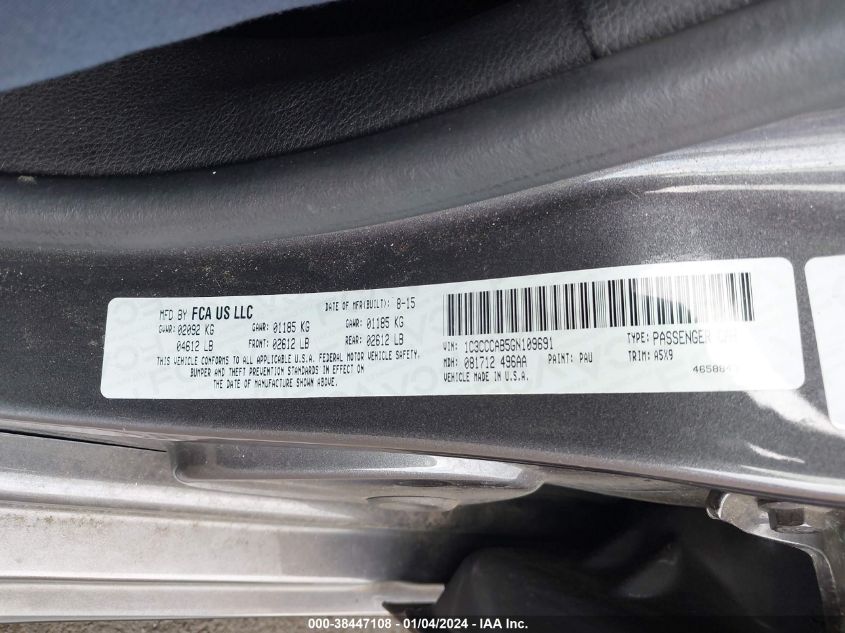 MFD. BY FCA US LLC DATE OF MFR(BUILT): 8-15
GVWR: 02092 KG GAWR: 01185 KG GAWR: 01185 KG
04612 LB FRONT: 02612 LB REAR: 02612 LB
THIS VEHICLE CONFORMS TO ALL APPLICABLE U.S.A. FEDERAL MOTOR VEHICLE SAFETY,
BUMPER AND THEFT PREVENTION STANDARDS IN EFFECT ON
THE DATE OF MANUFACTURE SHOWN ABOVE.
VIN: 1C3CCCAB5GN109691 TYPE: PASSENGER CAR
MDH: 081712 496AA PAINT: PAU TRIM: A5X9
VEHICLE MADE IN U.S.A.
000-38447108 — 01/04/2024 — IAA Inc.